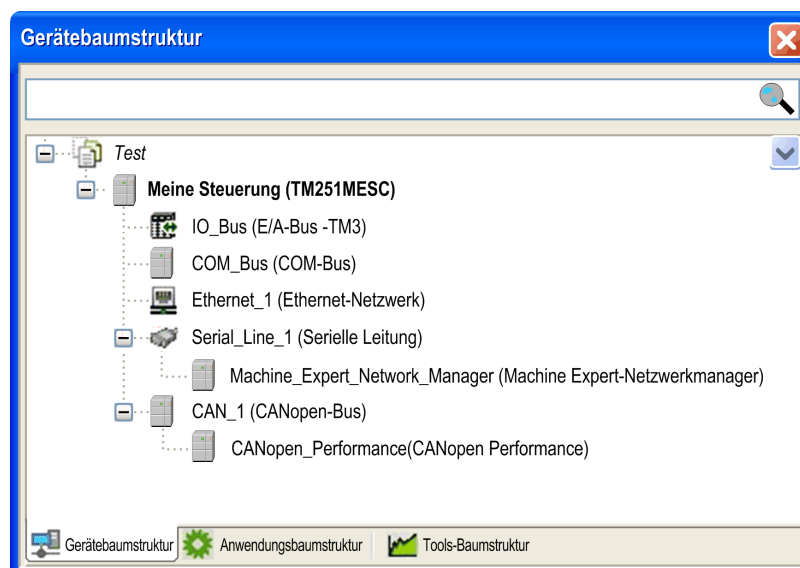 Gerätebaumstruktur
Test
Meine Steuerung (TM251MESC)
IO_Bus (E/A-Bus -TM3)
COM_Bus (COM-Bus)
Ethernet_1 (Ethernet-Netzwerk)
Serial_Line_1 (Serielle Leitung)
Machine_Expert_Network_Manager (Machine Expert-Netzwerkmanager)
CAN_1 (CANopen-Bus)
CANopen_Performance(CANopen Performance)
Gerätebaumstruktur Anwendungsbaumstruktur Tools-Baumstruktur